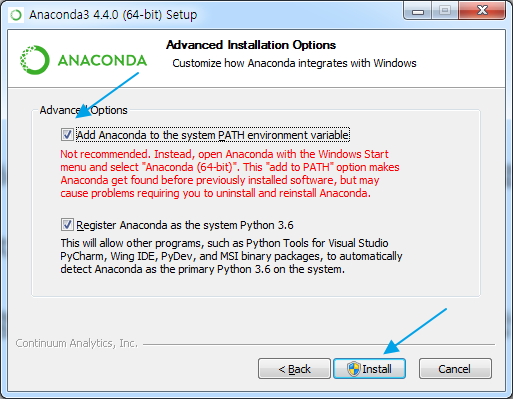 Anaconda3 4.4.0 (64-bit) Setup
ANACONDA
Advanced Installation Options
Customize how Anaconda integrates with Windows
Advanced Options
Add Anaconda to the system PATH environment variable
Not recommended. Instead, open Anaconda with the Windows Start
menu and select "Anaconda (64-bit)". This "add to PATH" option makes
Anaconda get found before previously installed software, but may
cause problems requiring you to uninstall and reinstall Anaconda.
Register Anaconda as the system Python 3.6
This will allow other programs, such as Python Tools for Visual Studio
PyCharm, Wing IDE, PyDev, and MSI binary packages, to automatically
detect Anaconda as the primary Python 3.6 on the system.
Continuum Analytics, Inc.
< Back
Install
Cancel